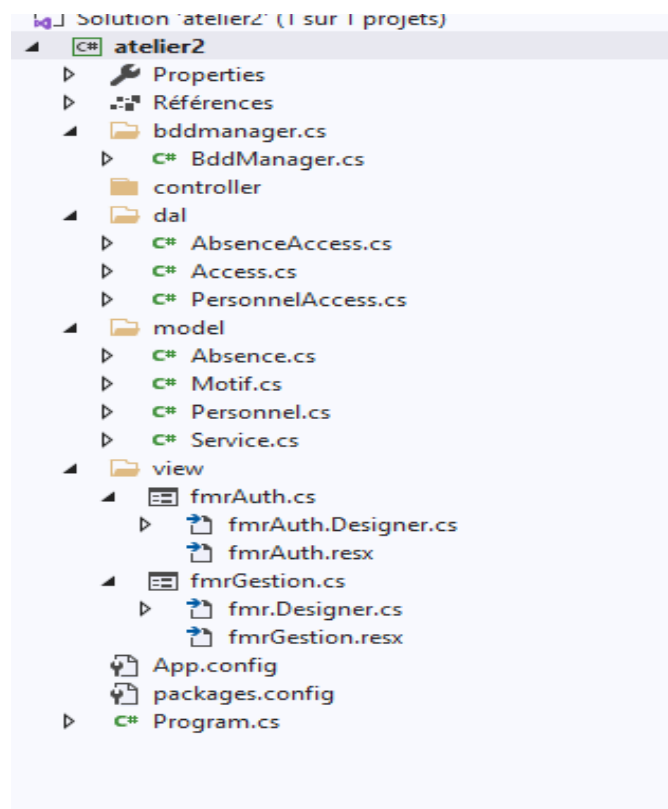 Solution 'atelier2' (1 sur 1 projets)
C# atelier2
Properties
Références
bddmanager.cs
C# BddManager.cs
controller
dal
C# AbsenceAccess.cs
C# Access.cs
C# PersonnelAccess.cs
model
C# Absence.cs
C# Motif.cs
C# Personnel.cs
C# Service.cs
view
fmrAuth.cs
fmrAuth.Designer.cs
fmrAuth.resx
fmrGestion.cs
fmr.Designer.cs
fmrGestion.resx
App.config
packages.config
C# Program.cs